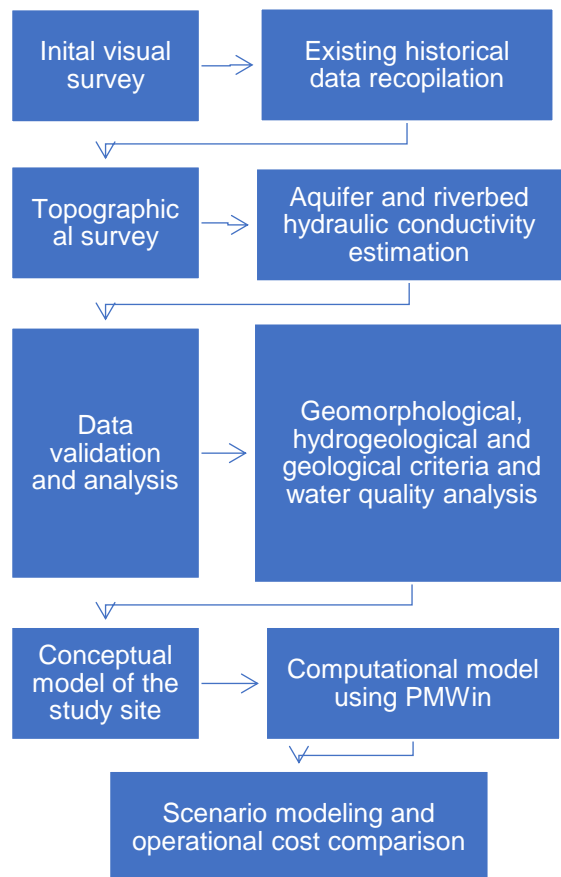 Inital visual
survey
Existing historical
data recopilation
Topographic
al survey
Aquifer and riverbed
hydraulic conductivity
estimation
Data
validation
and analysis
Geomorphological,
hydrogeological and
geological criteria and
water quality analysis
Conceptual
model of the
study site
Computational model
using PMWin
Scenario modeling and
operational cost comparison